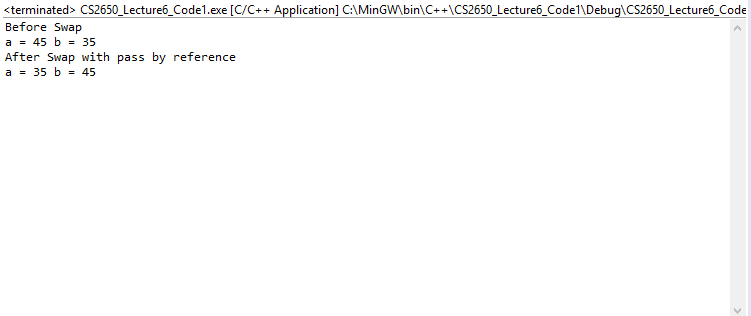 <terminated> CS2650_Lecture6_Code1.exe [C/C++ Application] C:\MinGW\bin\C++\CS2650_Lecture6_Code1\Debug\CS2650_Lecture6_Code
Before Swap
a = 45 b = 35
After Swap with pass by reference
a = 35 b = 45